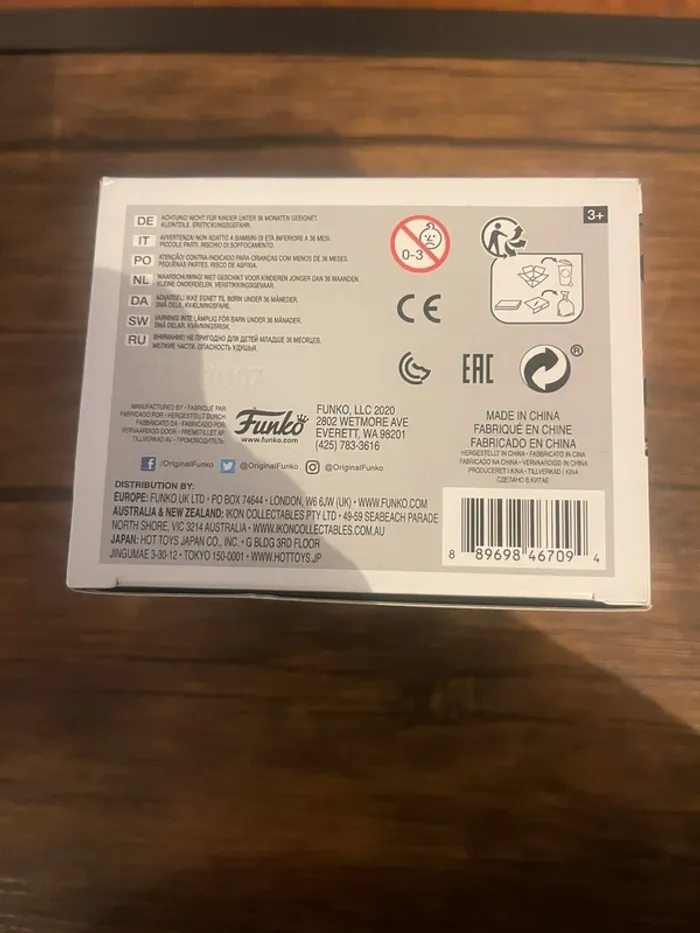 3+
DE ACHTUNG! NICHT FÜR KINDER UNTER 36 MONATEN GEEIGNET.
KLEINTEILE. ERSTICKUNGSGEFAHR.
IT AVVERTENZA! NON ADATTO A BAMBINI DI ETÀ INFERIORE A 36 MESI.
PICCOLE PARTI. RISCHIO DI SOFFOCAMENTO.
PO ATENÇÃO! CONTRA-INDICADO PARA CRIANÇAS COM MENOS DE 36 MESES.
PEQUENAS PARTES. RISCO DE ASFIXIA.
NL WAARSCHUWING! NIET GESCHIKT VOOR KINDEREN JONGER DAN 36 MAANDEN.
KLEINE ONDERDELEN. VERSTIKKINGSGEVAAR.
DA ADVARSEL! IKKE EGNET TIL BØRN UNDER 36 MÅNEDER.
SMÅ DELE. KVÆLNINGSFARE.
SW VARNING! INTE LÄMPLIG FÖR BARN UNDER 36 MÅNADER.
SMÅ DELAR. KVÄVNINGSRISK.
RU ВНИМАНИЕ! НЕ ПРИГОДНО ДЛЯ ДЕТЕЙ МЛАДШЕ 36 МЕСЯЦЕВ.
МЕЛКИЕ ЧАСТИ. ОПАСНОСТЬ УДУШЬЯ.
0-3
CE
EAC
®
MANUFACTURED BY • FABRIQUÉ PAR
FABRICADO POR • HERGESTELLT DURCH
FABBRICATO DA • FABRICADO POR
VERVAARDIGD DOOR • FREMSTILLET AF
TILLVERKAD AV • ПРОИЗВОДИТЕЛЬ:
Funko
www.funko.com
FUNKO, LLC 2020
2802 WETMORE AVE
EVERETT, WA 98201
(425) 783-3616
MADE IN CHINA
FABRIQUÉ EN CHINE
FABRICADO EN CHINA
HERGESTELLT IN CHINA • FABBRICATO IN CINA
FABRICADO NA CHINA • VERVAARDIGD IN CHINA
PRODUCERET I KINA • TILLVERKAD I KINA
СДЕЛАНО В КИТАЕ
/OriginalFunko @OriginalFunko @OriginalFunko
DISTRIBUTION BY:
EUROPE: FUNKO UK LTD • PO BOX 74644 • LONDON, W6 6JW (UK) • WWW.FUNKO.COM
AUSTRALIA & NEW ZEALAND: IKON COLLECTABLES PTY LTD • 49-59 SEABEACH PARADE
NORTH SHORE, VIC 3214 AUSTRALIA • WWW.IKONCOLLECTABLES.COM.AU
JAPAN: HOT TOYS JAPAN CO., INC. • G BLDG 3RD FLOOR
JINGUMAE 3-30-12 • TOKYO 150-0001 • WWW.HOTTOYS.JP
8 89698 46709 4